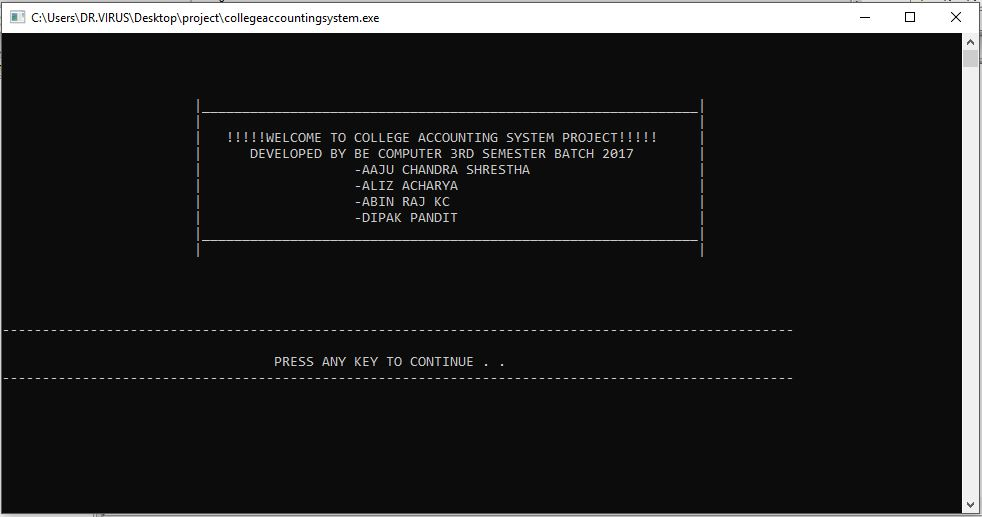 C:\Users\DR.VIRUS\Desktop\project\collegeaccountingsystem.exe
!!!!!WELCOME TO COLLEGE ACCOUNTING SYSTEM PROJECT!!!!!
DEVELOPED BY BE COMPUTER 3RD SEMESTER BATCH 2017
-AAJU CHANDRA SHRESTHA
-ALIZ ACHARYA
-ABIN RAJ KC
-DIPAK PANDIT
PRESS ANY KEY TO CONTINUE . .